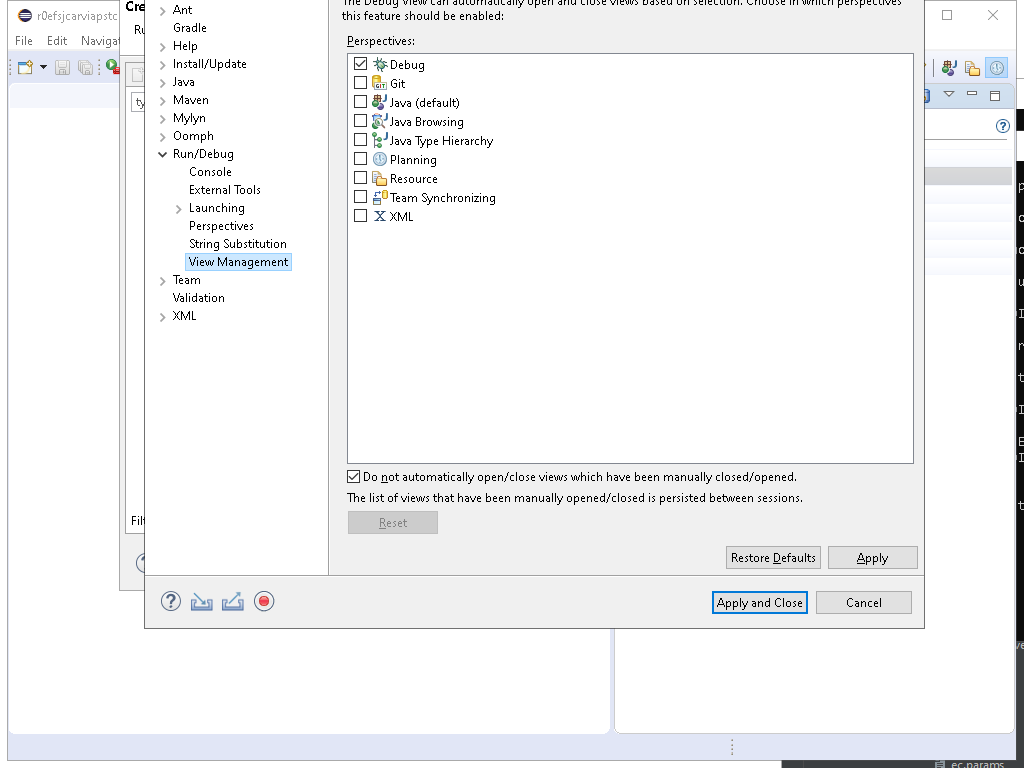 r0efsjcarviapstc
File
Edit
Navigat
Cre
Ru
ty
Filt
Ant
Gradle
Help
Install/Update
Java
Maven
Mylyn
Oomph
Run/Debug
Console
External Tools
Launching
Perspectives
String Substitution
View Management
Team
Validation
XML
The Debug View can automatically open and close views based on selection. Choose in which perspectives
this feature should be enabled:
Perspectives:
Debug
Git
Java (default)
Java Browsing
Java Type Hierarchy
Planning
Resource
Team Synchronizing
XML
Do not automatically open/close views which have been manually closed/opened.
The list of views that have been manually opened/closed is persisted between sessions.
Reset
Restore Defaults
Apply
Apply and Close
Cancel
ec.params